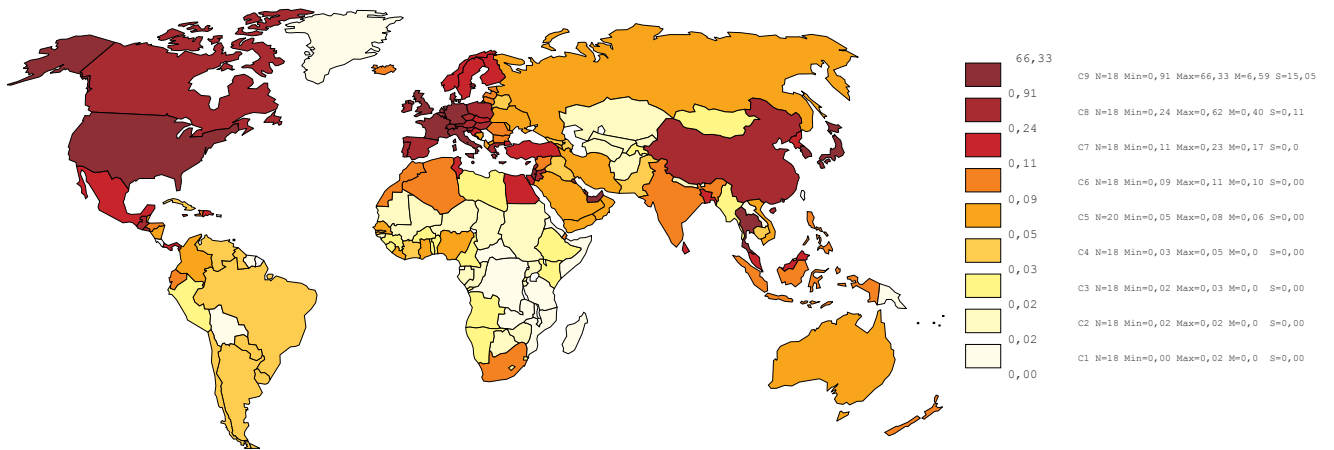 66,33
C9 N=18 Min=0,91 Max=66,33 M=6,59 S=15,05
0,91
C8 N=18 Min=0,24 Max=0,62 M=0,40 S=0,11
0,24
C7 N=18 Min=0,11 Max=0,23 M=0,17 S=0,0
0,11
C6 N=18 Min=0,09 Max=0,11 M=0,10 S=0,00
0,09
C5 N=20 Min=0,05 Max=0,08 M=0,06 S=0,00
0,05
C4 N=18 Min=0,03 Max=0,05 M=0,0 S=0,00
0,03
C3 N=18 Min=0,02 Max=0,03 M=0,0 S=0,00
0,02
C2 N=18 Min=0,02 Max=0,02 M=0,0 S=0,00
0,02
C1 N=18 Min=0,00 Max=0,02 M=0,0 S=0,00
0,00